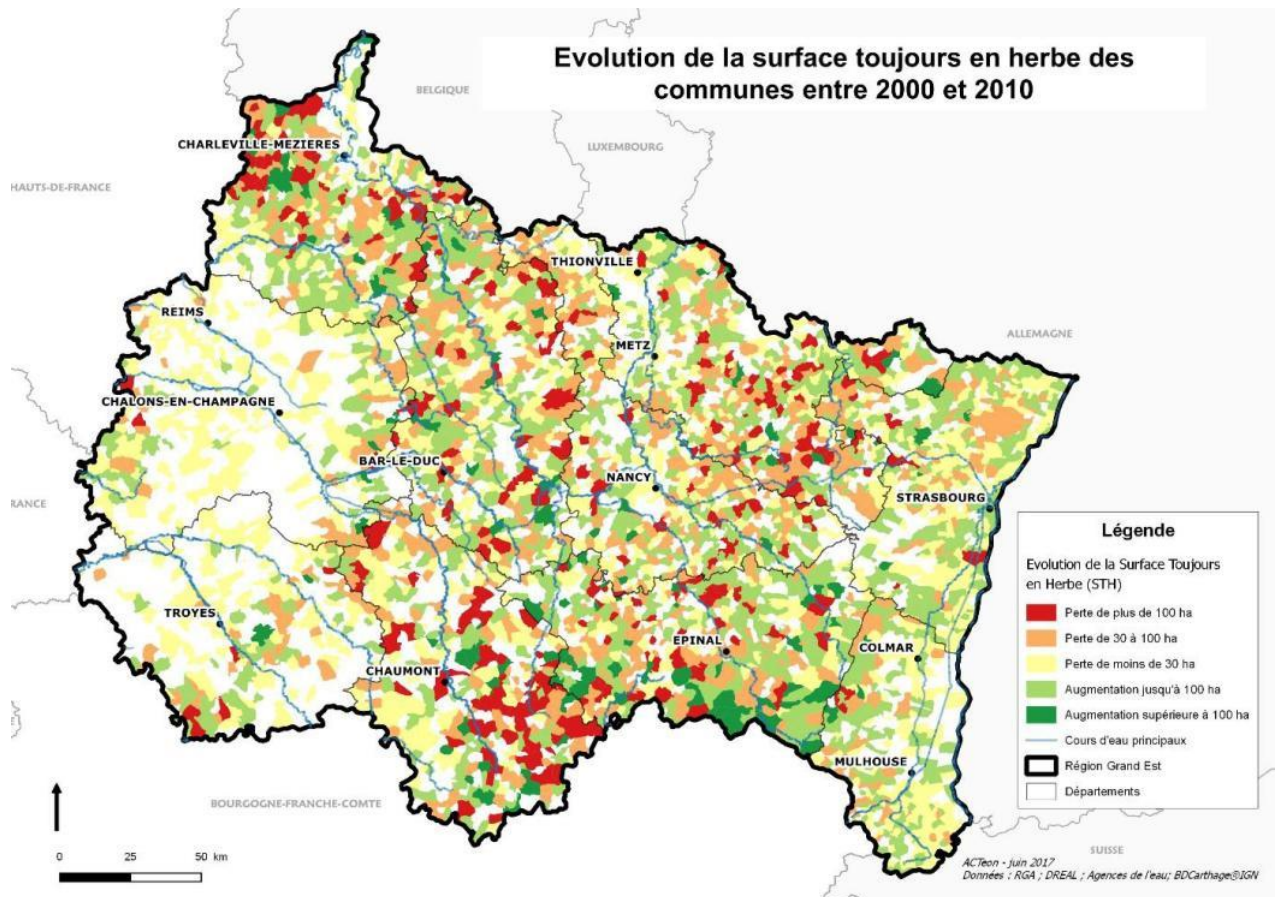 Evolution de la surface toujours en herbe des
communes entre 2000 et 2010
BELGIQUE
LUXEMBOURG
CHARLEVILLE-MEZIERES
HAUTS-DE-FRANCE
THIONVILLE
REIMS
ALLEMAGNE
METZ
CHALONS-EN-CHAMPAGNE
BAR-LE-DUC
NANCY
STRASBOURG
RANCE
TROYES
EPINAL
COLMAR
CHAUMONT
MULHOUSE
BOURGOGNE-FRANCHE-COMTE
SUISSE
Légende
Evolution de la Surface Toujours
en Herbe (STH)
Perte de plus de 100 ha
Perte de 30 à 100 ha
Perte de moins de 30 ha
Augmentation jusqu'à 100 ha
Augmentation supérieure à 100 ha
Cours d'eau principaux
Région Grand Est
Départements
0 25 50 km
ACTeon - juin 2017
Données : RGA ; DREAL ; Agences de l'eau; BDCarthage@IGN